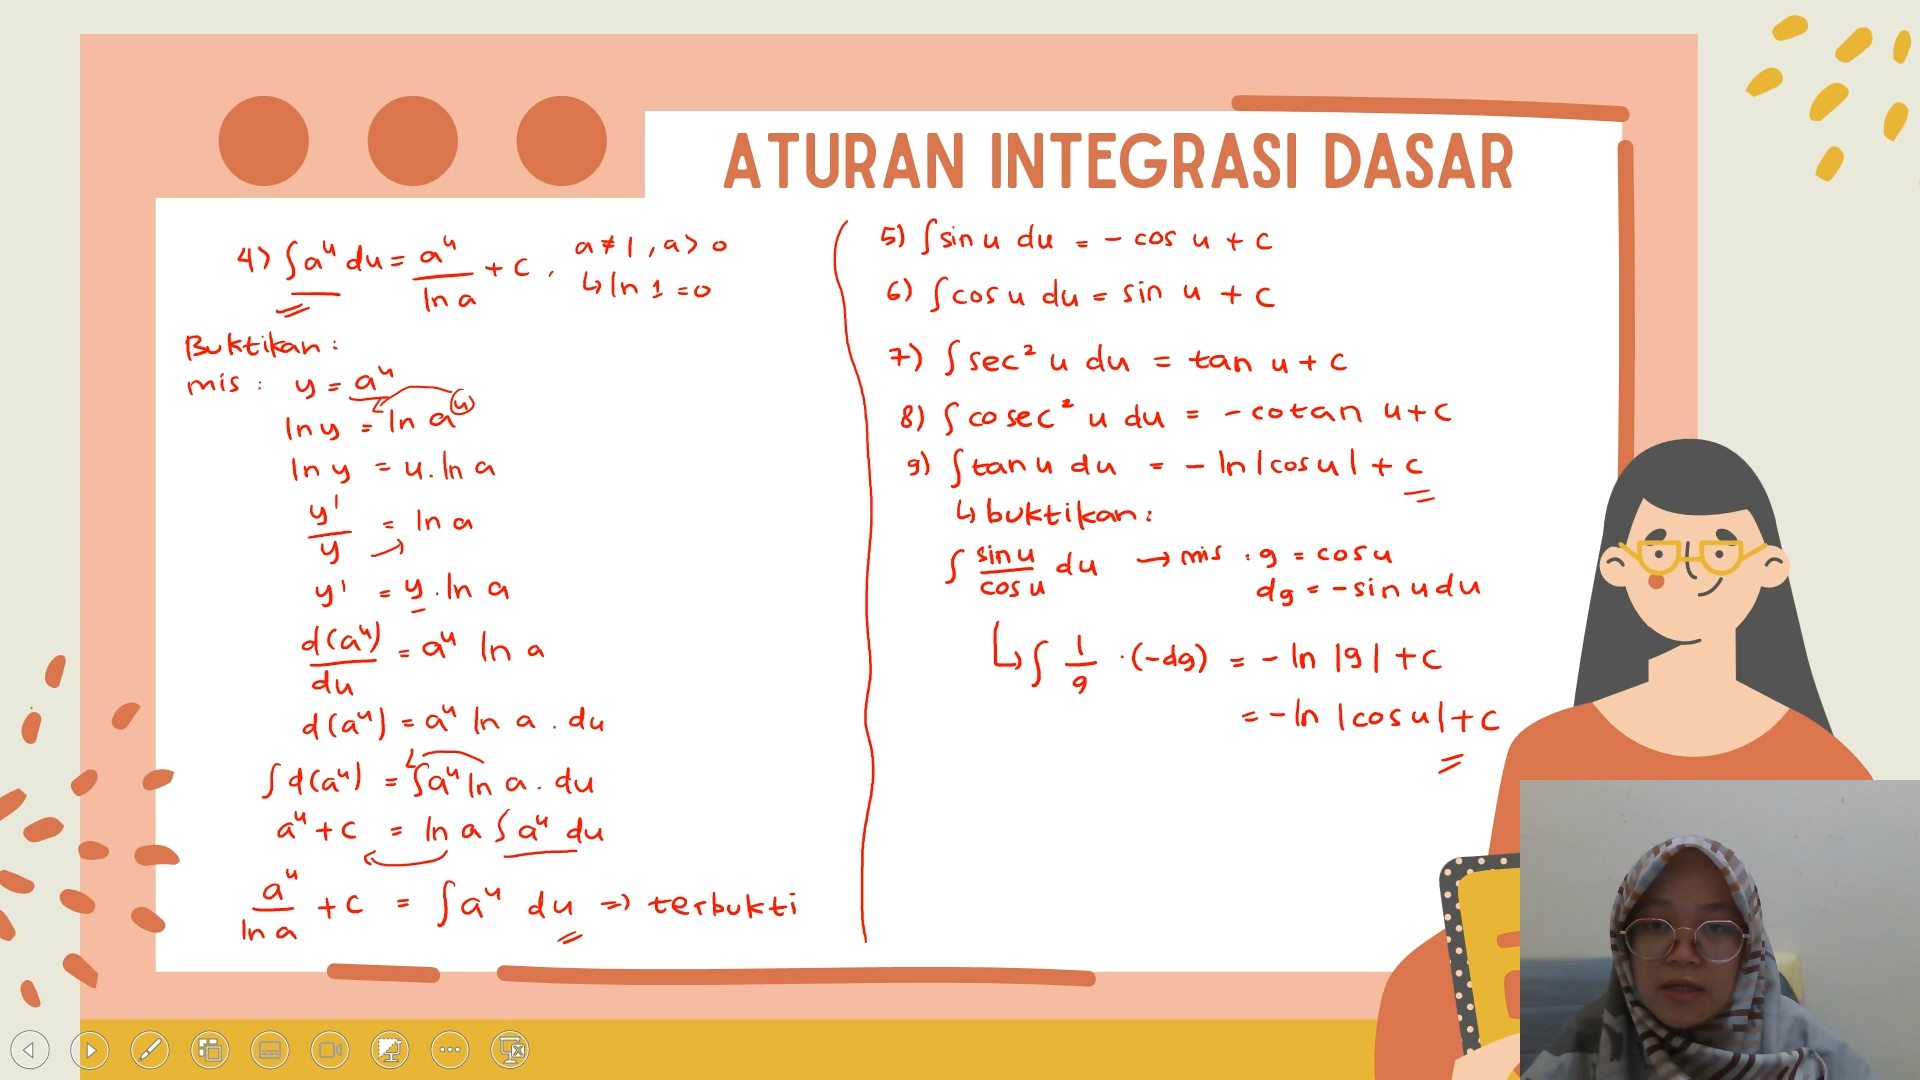 ATURAN INTEGRASI DASAR
4) ∫ a^u du = a^u / ln a + c , a ≠ 1 , a > 0
↳ ln 1 = 0
Buktikan :
mis : y = a^u
ln y = ln a^u
ln y = u . ln a
y' / y = ln a
y' = y . ln a
d(a^u) / du = a^u ln a
d(a^u) = a^u ln a . du
∫ d(a^u) = ∫ a^u ln a . du
a^u + c = ln a ∫ a^u du
a^u / ln a + c = ∫ a^u du => terbukti
5) ∫ sin u du = - cos u + c
6) ∫ cos u du = sin u + c
7) ∫ sec² u du = tan u + c
8) ∫ cosec² u du = - cotan u + c
9) ∫ tan u du = - ln |cos u| + c
↳ buktikan :
∫ sin u / cos u du → mis : g = cos u
dg = - sin u du
↳ ∫ 1/g . (-dg) = - ln |g| + c
= - ln |cos u| + c